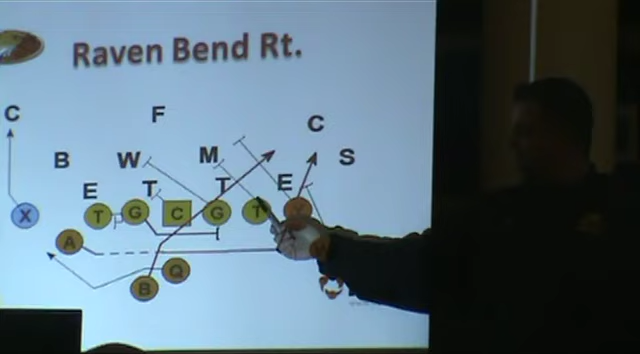 Raven Bend Rt.
C F C
B W M S
E T T E
X T P G C G T
A
Q
B